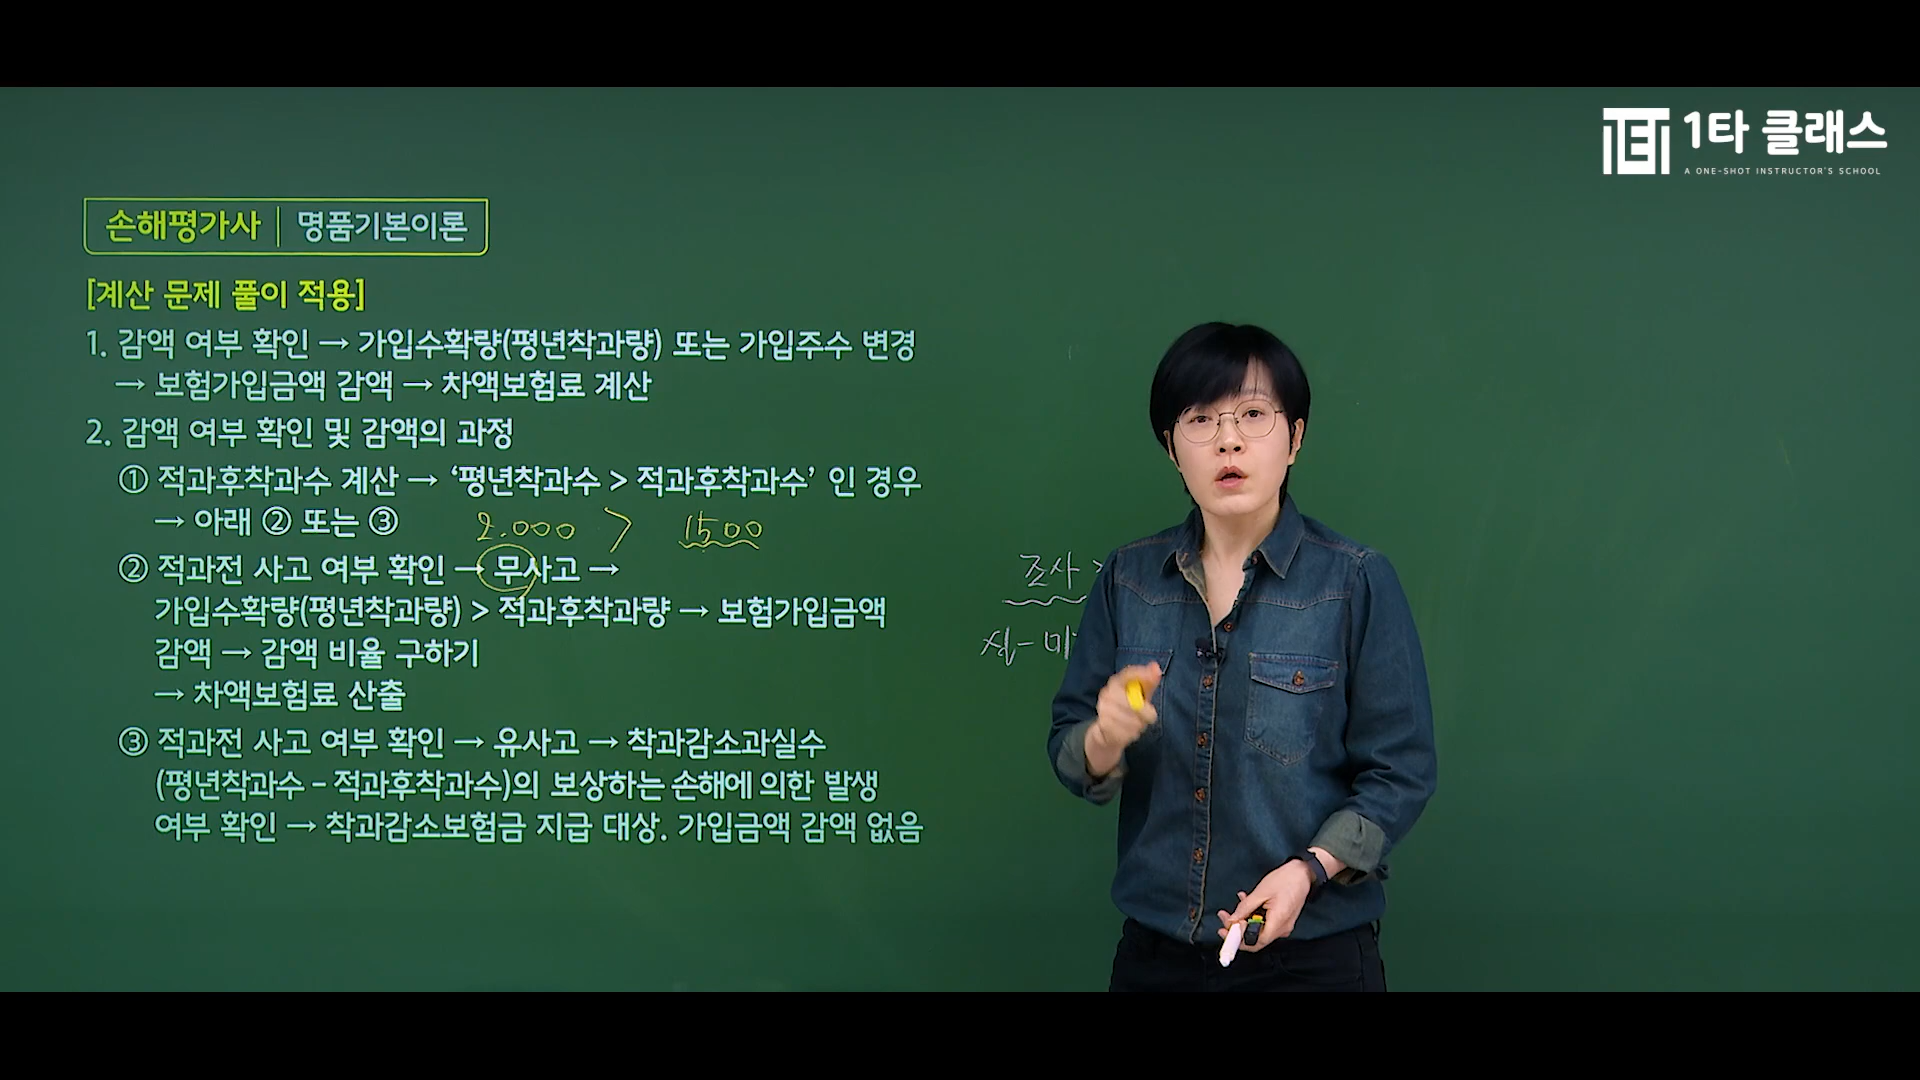 1타 클래스
A ONE-SHOT INSTRUCTOR'S SCHOOL
손해평가사 | 명품기본이론
[계산 문제 풀이 적용]
1. 감액 여부 확인 → 가입수확량(평년착과량) 또는 가입주수 변경
→ 보험가입금액 감액 → 차액보험료 계산
2. 감액 여부 확인 및 감액의 과정
① 적과후착과수 계산 → ‘평년착과수 > 적과후착과수’ 인 경우
→ 아래 ② 또는 ③
2.000 > 1500
② 적과전 사고 여부 확인 → 무사고 →
가입수확량(평년착과량) > 적과후착과량 → 보험가입금액
감액 → 감액 비율 구하기
→ 차액보험료 산출
③ 적과전 사고 여부 확인 → 유사고 → 착과감소과실수
(평년착과수 – 적과후착과수)의 보상하는 손해에 의한 발생
여부 확인 → 착과감소보험금 지급 대상. 가입금액 감액 없음
조사